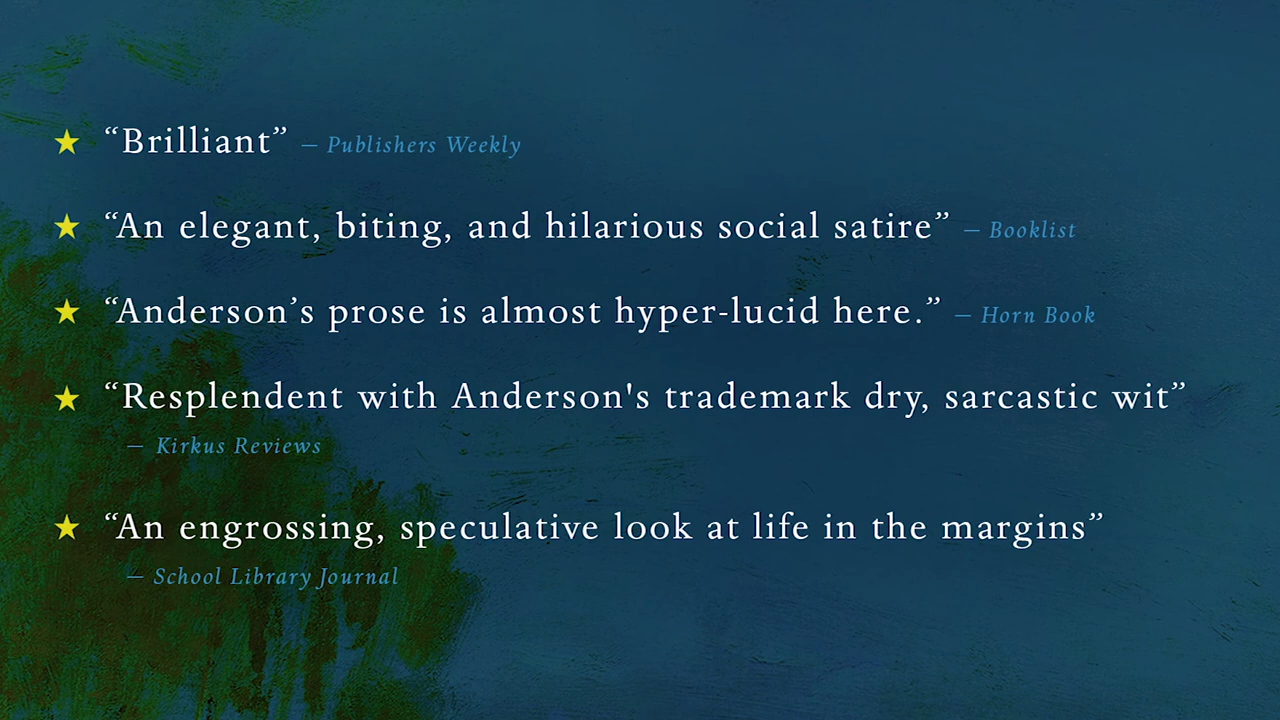 ★ “Brilliant” — Publishers Weekly
★ “An elegant, biting, and hilarious social satire” — Booklist
★ “Anderson’s prose is almost hyper-lucid here.” — Horn Book
★ “Resplendent with Anderson's trademark dry, sarcastic wit”
— Kirkus Reviews
★ “An engrossing, speculative look at life in the margins”
— School Library Journal